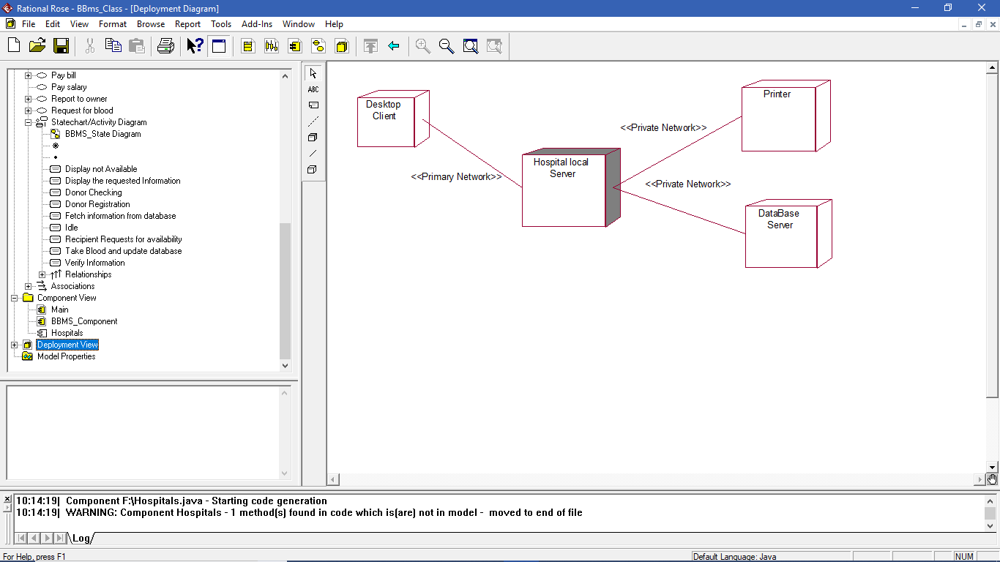 Rational Rose - BBms_Class - [Deployment Diagram]
File Edit View Format Browse Report Tools Add-Ins Window Help
Pay bill
Pay salary
Report to owner
Request for blood
Statechart/Activity Diagram
BBMS_State Diagram
Display not Available
Display the requested Information
Donor Checking
Donor Registration
Fetch information from database
Idle
Recipient Requests for availability
Take Blood and update database
Verify Information
Relationships
Associations
Component View
Main
BBMS_Component
Hospitals
Deployment View
Model Properties
ABC
Desktop
Client
<<Primary Network>>
Hospital local
Server
<<Private Network>>
Printer
<<Private Network>>
DataBase
Server
10:14:19| Component F:\Hospitals.java - Starting code generation
10:14:19| WARNING: Component Hospitals - 1 method(s) found in code which is(are) not in model - moved to end of file
Log
For Help, press F1
Default Language: Java
NUM